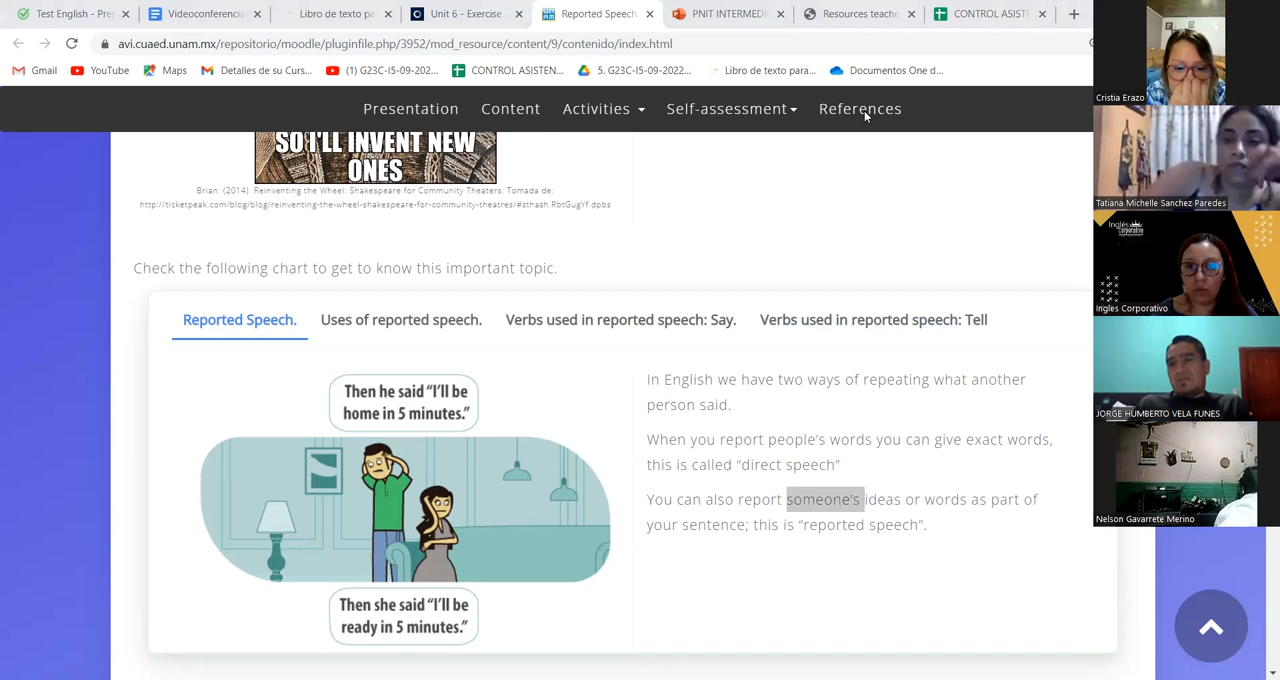 Test English - Pre
Videoconferencia
Libro de texto pa
Unit 6 - Exercise
Reported Speech
PNIT INTERMEDI
Resources teache
CONTROL ASIST
avi.cuaed.unam.mx/repositorio/moodle/pluginfile.php/3952/mod_resource/content/9/contenido/index.html
Gmail
YouTube
Maps
Detalles de su Curs...
(1) G23C-I5-09-202...
CONTROL ASISTEN...
5. G23C-I5-09-2022...
Libro de texto para...
Documentos One d...
Presentation
Content
Activities
Self-assessment
References
SO I'LL INVENT NEW
ONES
Brian. (2014). Reinventing the Wheel: Shakespeare for Community Theaters. Tomada de:
http://ticketpeak.com/blog/blog/reinventing-the-wheel-shakespeare-for-community-theatres/#sthash.RbtGugYf.dpbs
Check the following chart to get to know this important topic.
Reported Speech.
Uses of reported speech.
Verbs used in reported speech: Say.
Verbs used in reported speech: Tell
Then he said “I’ll be
home in 5 minutes.”
Then she said “I’ll be
ready in 5 minutes.”
In English we have two ways of repeating what another
person said.
When you report people’s words you can give exact words,
this is called “direct speech”
You can also report someone’s ideas or words as part of
your sentence; this is “reported speech”.
Cristia Erazo
Tatiana Michelle Sanchez Paredes
Inglés
Corporativo
Ingles Corporativo
JORGE HUMBERTO VELA FUNES
Nelson Gavarrete Merino